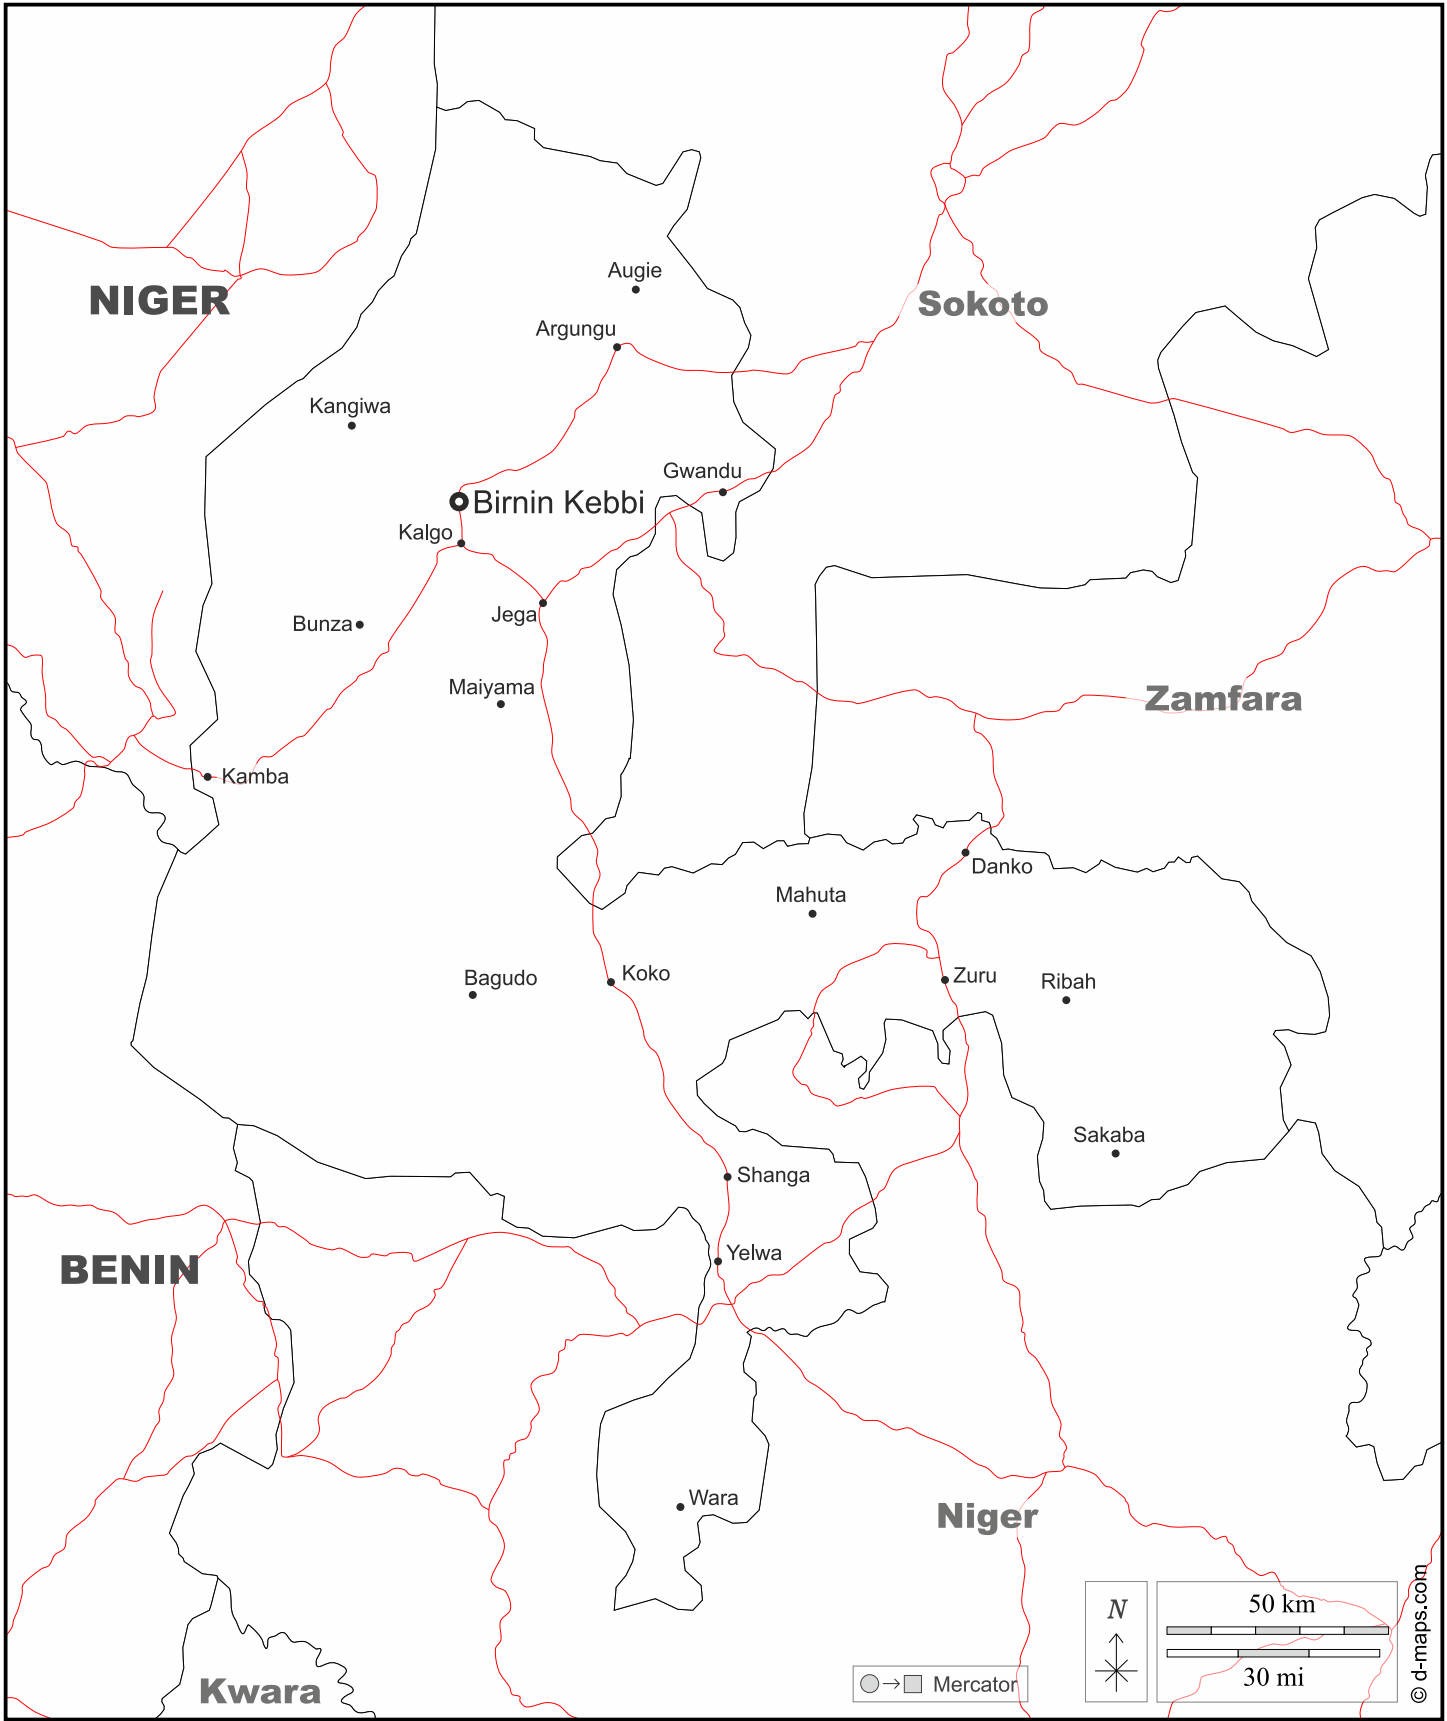 Augie
NIGER
Sokoto
Argungu
Kangiwa
Gwandu
Birnin Kebbi
Kalgo
Jega
Bunza
Maiyama
Zamfara
Kamba
Danko
Mahuta
Koko
Bagudo
Zuru
Ribah
Sakaba
Shanga
Yelwa
BENIN
Wara
Niger
N
50 km
30 mi
Mercator
Kwara
© d-maps.com